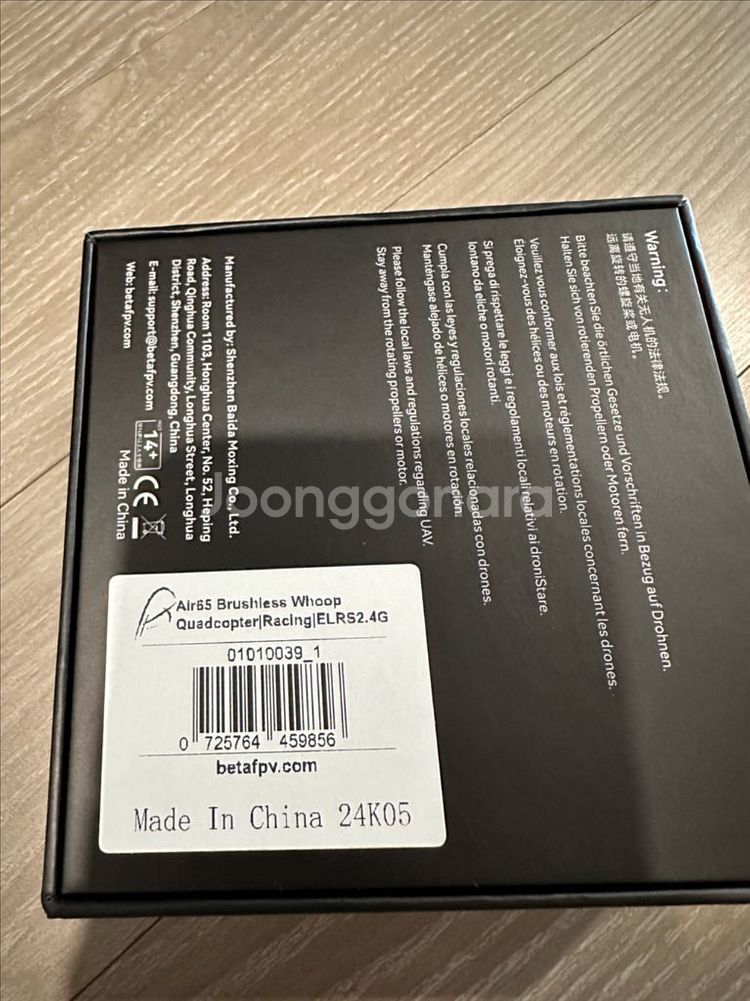 Warning:
请遵守当地有关无人机的法律法规。
远离旋转的螺旋桨或电机。
Bitte beachten Sie die örtlichen Gesetze und Vorschriften in Bezug auf Drohnen.
Halten Sie sich von rotierenden Propellern oder Motoren fern.
Veuillez vous conformer aux lois et réglementations locales concernant les drones.
Éloignez-vous des hélices ou des moteurs en rotation.
Si prega di rispettare le leggi e i regolamenti locali relativi ai droniStare.
lontano da eliche o motori rotanti.
Cumpla con las leyes y regulaciones locales relacionadas con drones.
Manténgase alejado de hélices o motores en rotación.
Please follow the local laws and regulations regarding UAV.
Stay away from the rotating propellers or motor.
Manufactured by: Shenzhen Baida Moxing Co., Ltd.
Address: Room 1103, Honghua Center, No. 52, Heping
Road, Qinghua Community, Longhua Street, Longhua
District, Shenzhen, Guangdong, China
E-mail: support@betafpv.com
Web: betafpv.com
14+
CE
Made in China
Joonggonara
Air65 Brushless Whoop
Quadcopter|Racing|ELRS2.4G
01010039_1
0 725764 459856
betafpv.com
Made In China 24K05